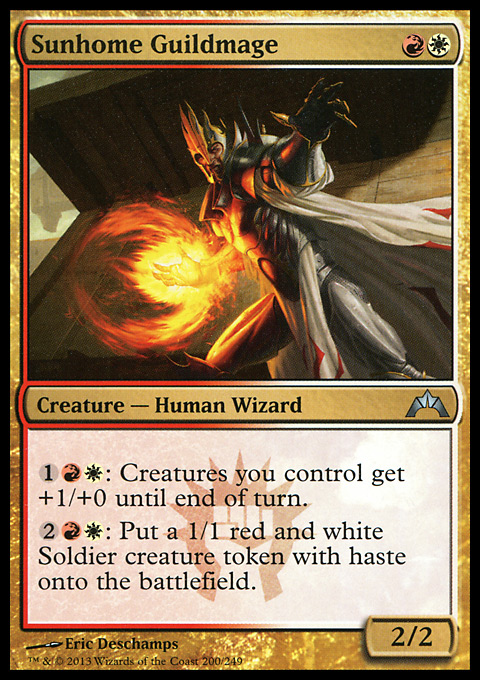 Sunhome Guildmage
Creature — Human Wizard
1: Creatures you control get
+1/+0 until end of turn.
2: Put a 1/1 red and white
Soldier creature token with haste
onto the battlefield.
Eric Deschamps
2/2
™ & © 2013 Wizards of the Coast 200/249